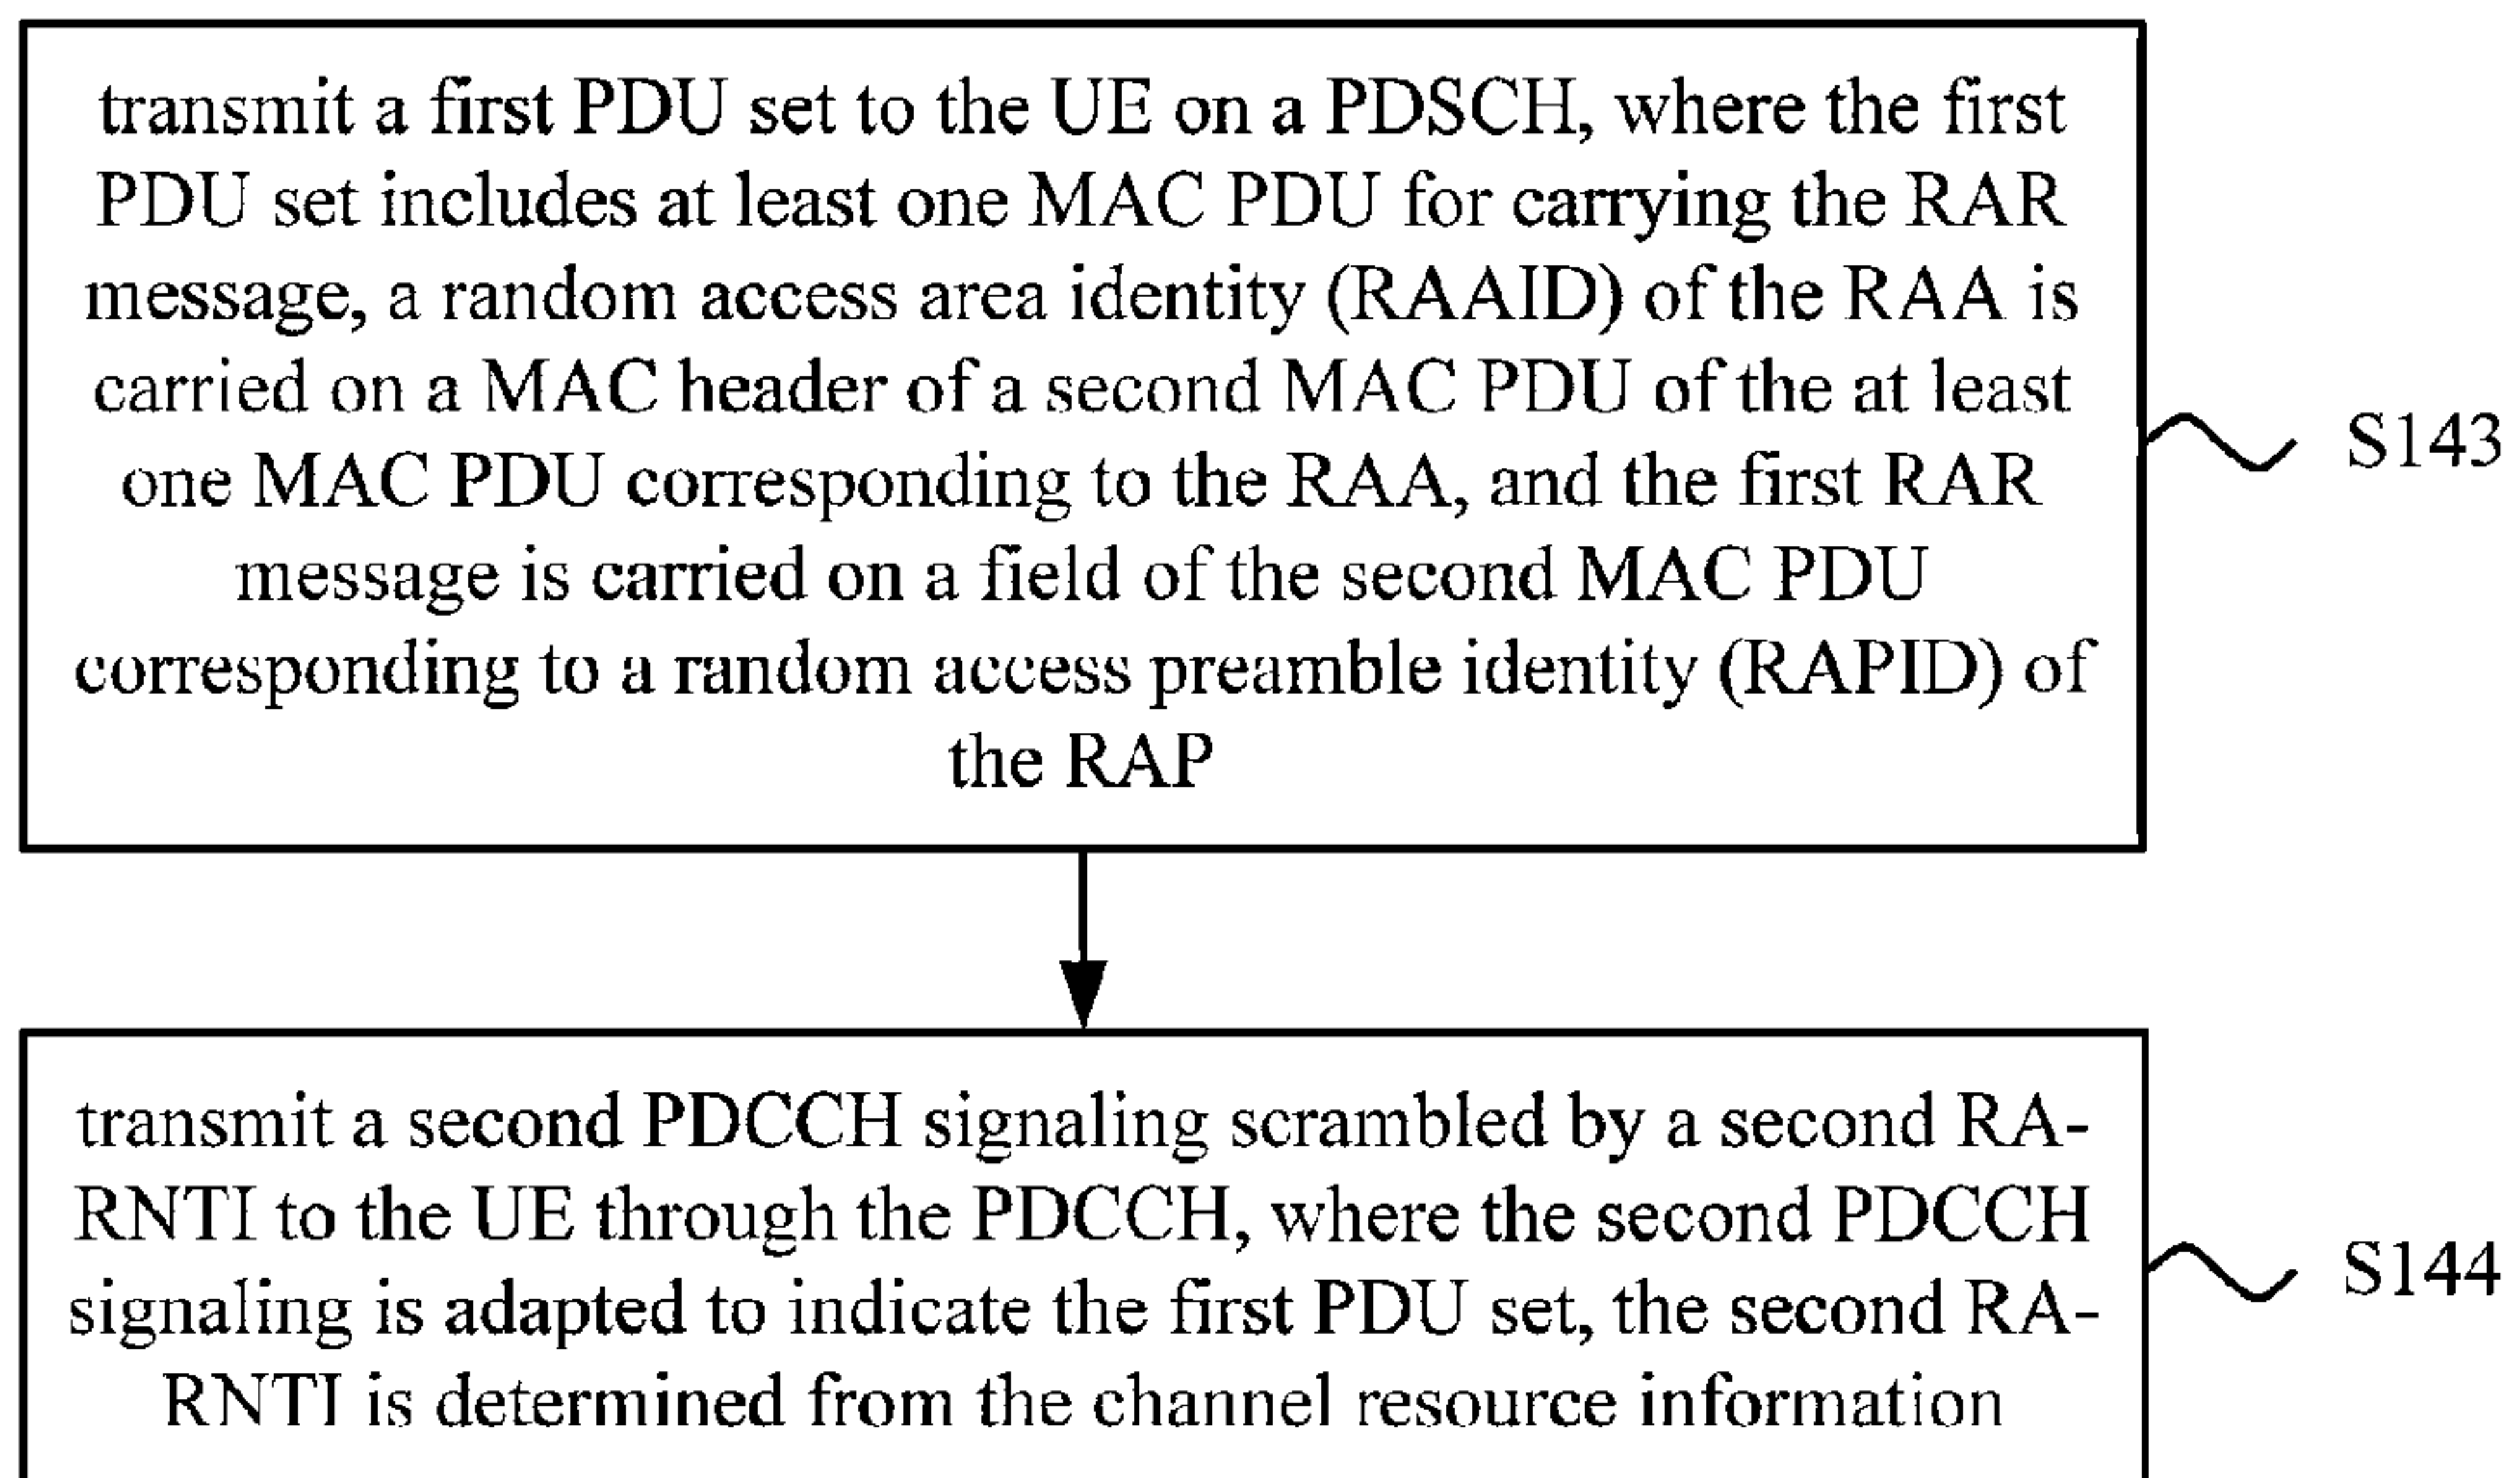 transmit a first PDU set to the UE on a PDSCH, where the first
PDU set includes at least one MAC PDU for carrying the RAR
message, a random access area identity (RAAID) of the RAA is
carried on a MAC header of a second MAC PDU of the at least
one MAC PDU corresponding to the RAA, and the first RAR
message is carried on a field of the second MAC PDU
corresponding to a random access preamble identity (RAPID) of
the RAP
S143
transmit a second PDCCH signaling scrambled by a second RA-
RNTI to the UE through the PDCCH, where the second PDCCH
signaling is adapted to indicate the first PDU set, the second RA-
RNTI is determined from the channel resource information
S144